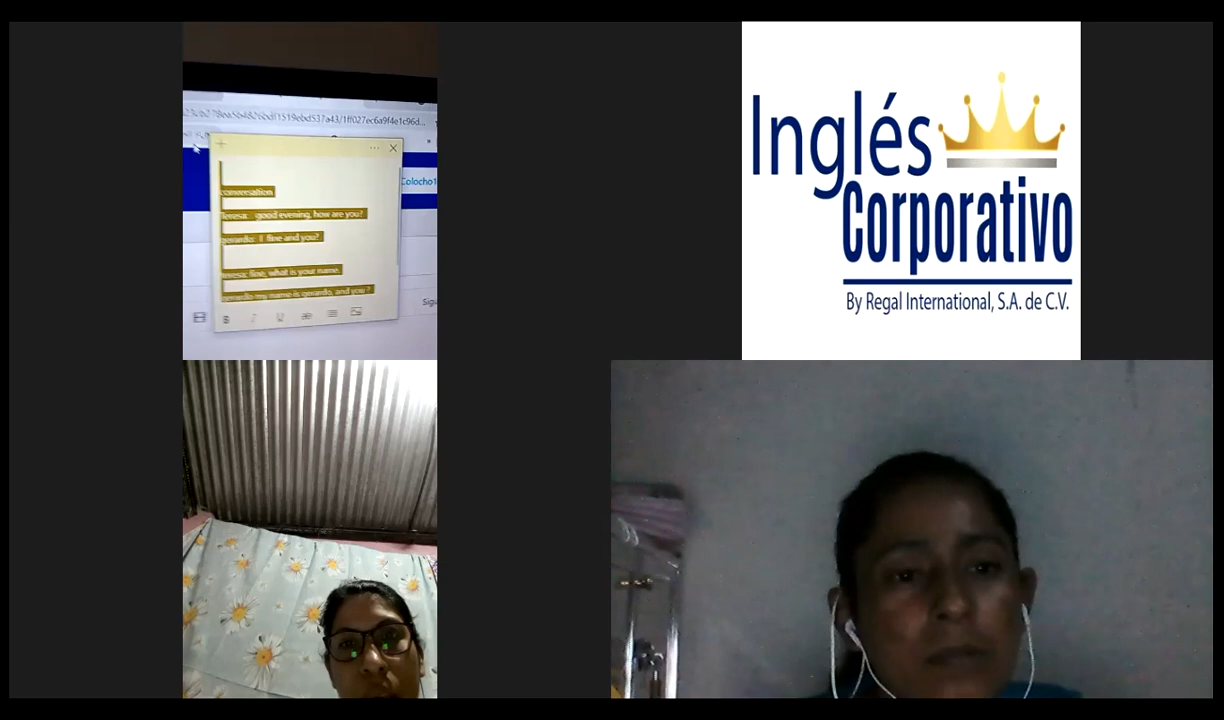 conversation
Teresa: good evening, how are you?
gerardo: I fine and you?
teresa: fine, what is your name.
gerardo my name is gerardo, and you ?
Colocho1
Inglés
Corporativo
By Regal International, S.A. de C.V.